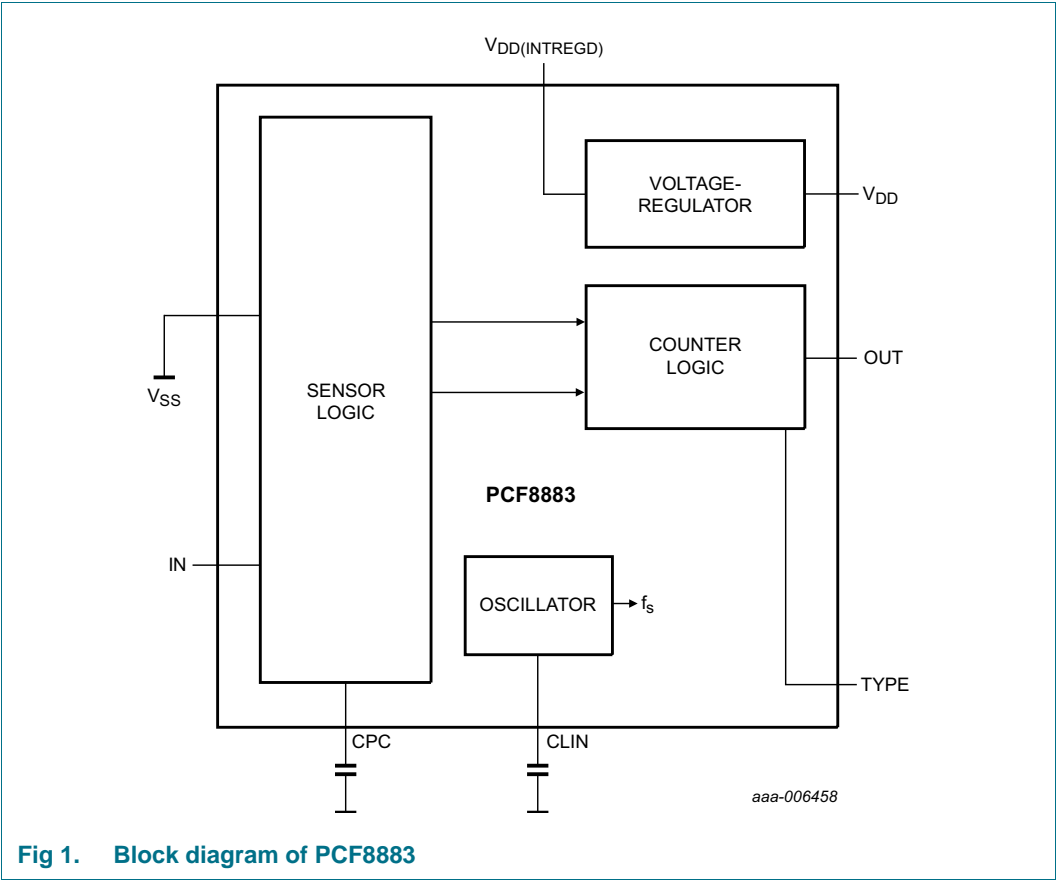 VDD(INTREGD)
VOLTAGE-
REGULATOR
VDD
COUNTER
LOGIC
OUT
VSS
SENSOR
LOGIC
PCF8883
IN
OSCILLATOR
fs
TYPE
CPC
CLIN
aaa-006458
Fig 1. Block diagram of PCF8883